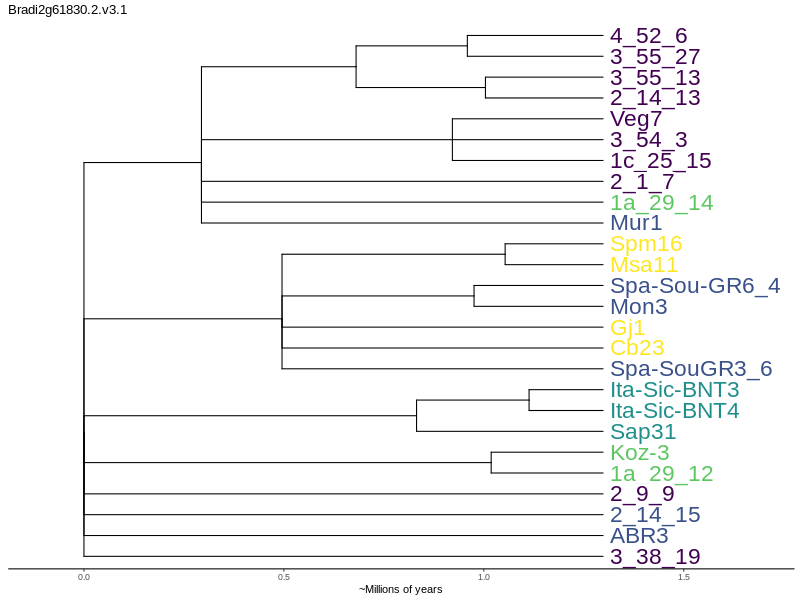 Bradi2g61830.2.v3.1
4_52_6
3_55_27
3_55_13
2_14_13
Veg7
3_54_3
1c_25_15
2_1_7
1a_29_14
Mur1
Spm16
Msa11
Spa-Sou-GR6_4
Mon3
Gj1
Cb23
Spa-SouGR3_6
Ita-Sic-BNT3
Ita-Sic-BNT4
Sap31
Koz-3
1a_29_12
2_9_9
2_14_15
ABR3
3_38_19
0.0 0.5 1.0 1.5
~Millions of years